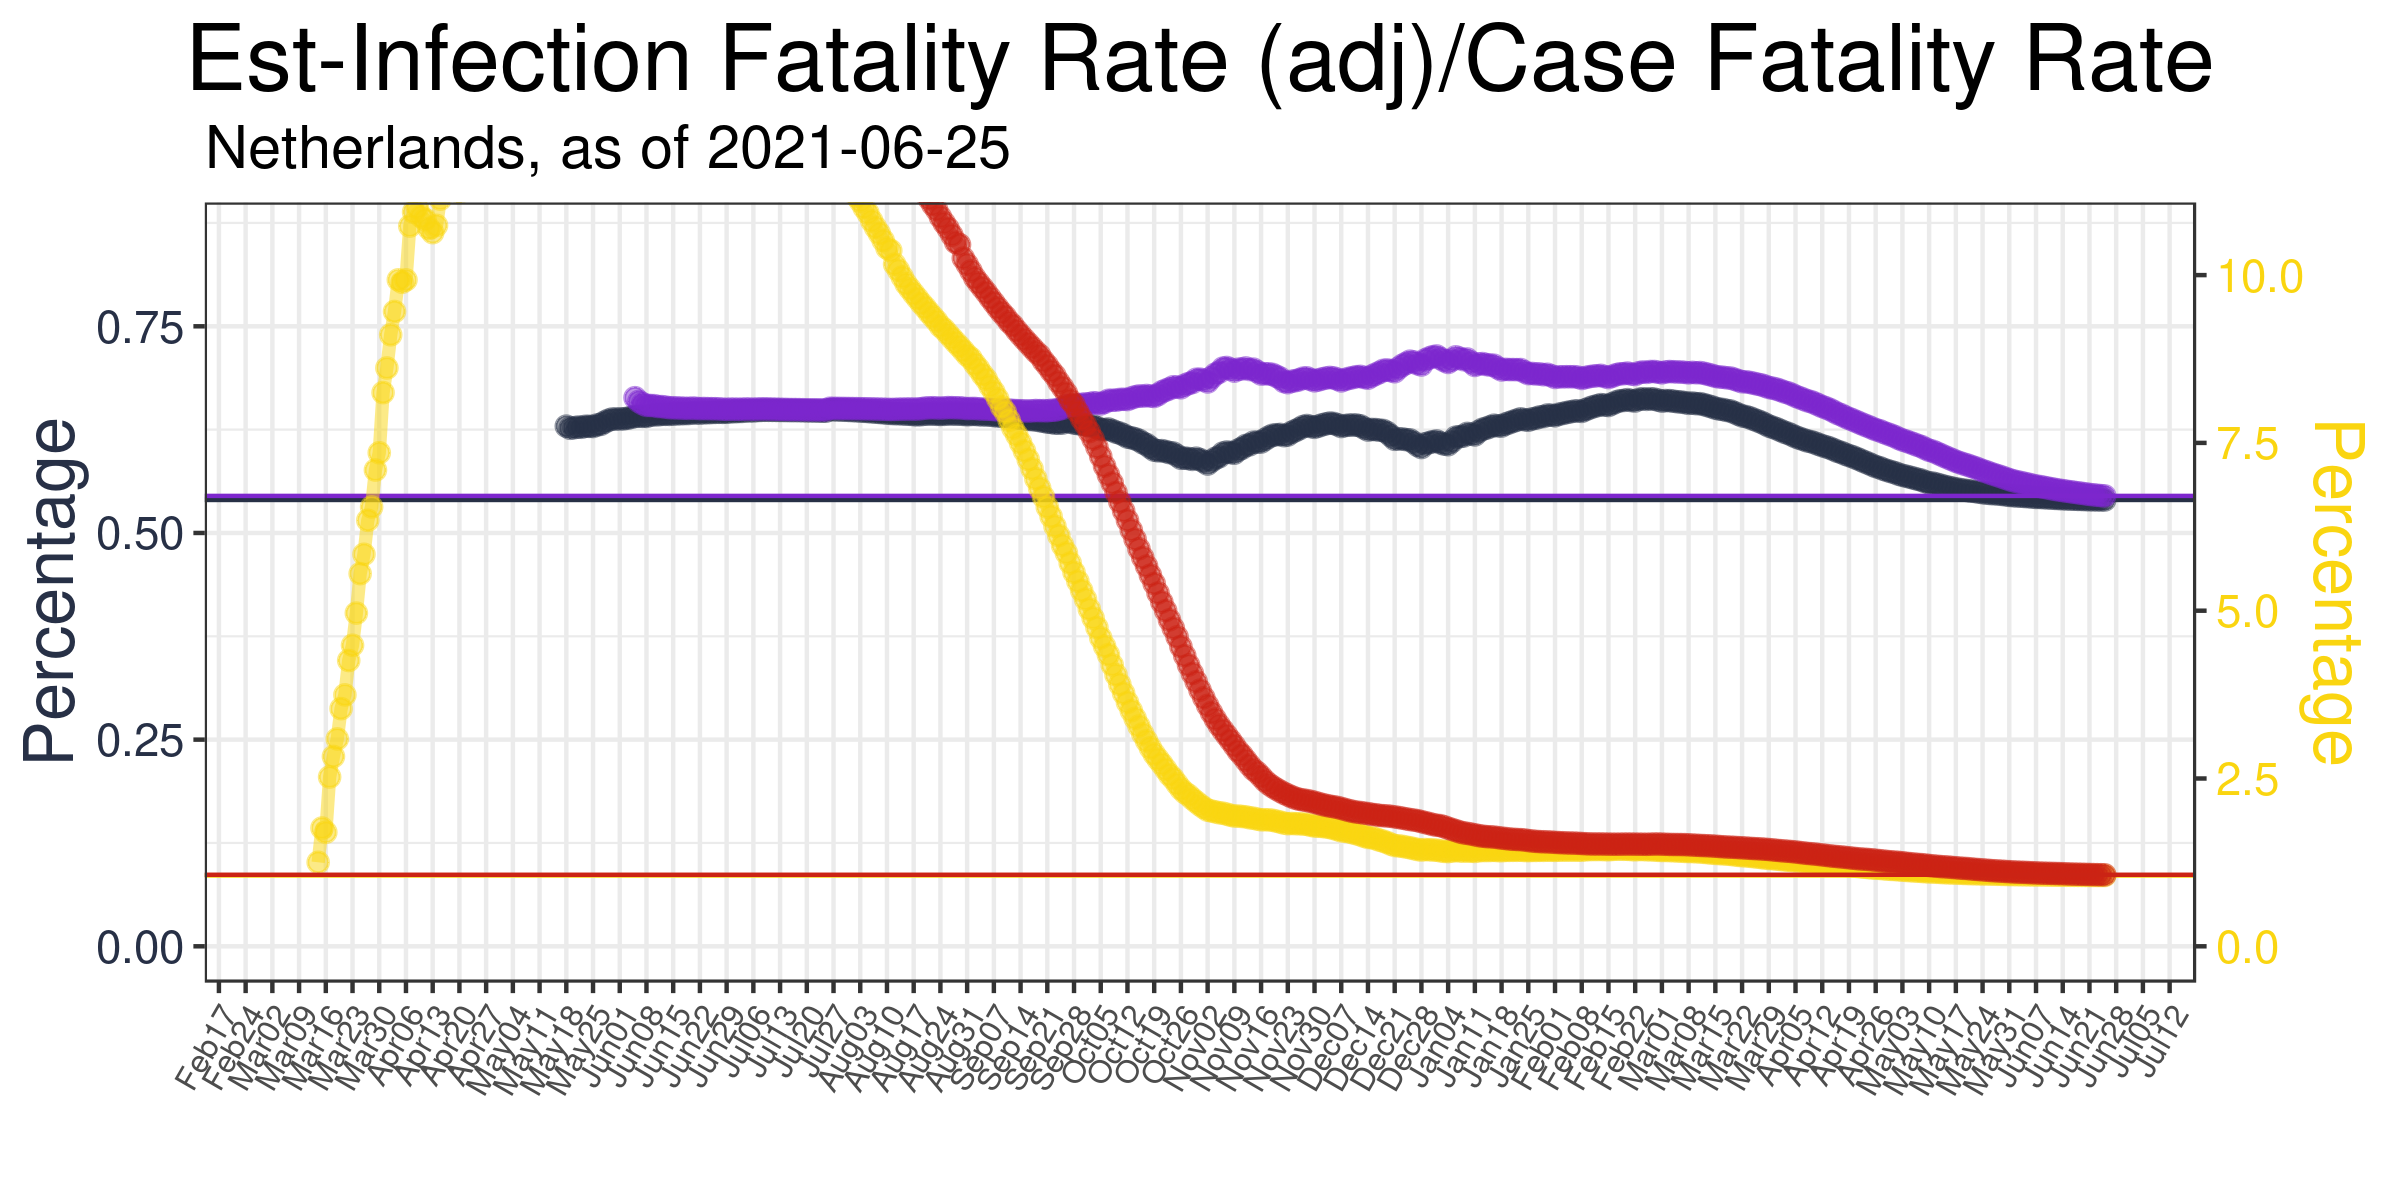 Est-Infection Fatality Rate (adj)/Case Fatality Rate
Netherlands, as of 2021-06-25
Percentage
0.75
0.50
0.25
0.00
10.0
7.5
5.0
2.5
0.0
Percentage
Feb17
Feb24
Mar02
Mar09
Mar16
Mar23
Mar30
Apr06
Apr13
Apr20
Apr27
May04
May11
May18
May25
Jun01
Jun08
Jun15
Jun22
Jun29
Jul06
Jul13
Jul20
Jul27
Aug03
Aug10
Aug17
Aug24
Aug31
Sep07
Sep14
Sep21
Sep28
Oct05
Oct12
Oct19
Oct26
Nov02
Nov09
Nov16
Nov23
Nov30
Dec07
Dec14
Dec21
Dec28
Jan04
Jan11
Jan18
Jan25
Feb01
Feb08
Feb15
Feb22
Mar01
Mar08
Mar15
Mar22
Mar29
Apr05
Apr12
Apr19
Apr26
May03
May10
May17
May24
May31
Jun07
Jun14
Jun21
Jun28
Jul05
Jul12